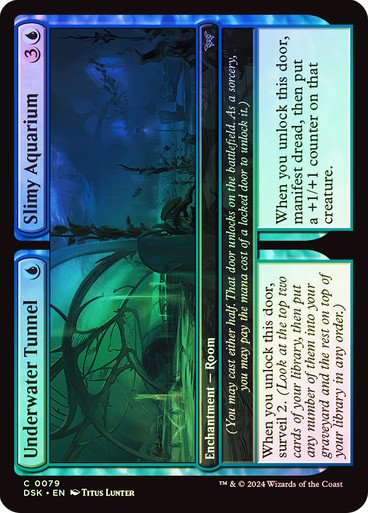 Underwater Tunnel
Slimy Aquarium 3
Enchantment — Room
(You may cast either half. That door unlocks on the battlefield. As a sorcery,
you may pay the mana cost of a locked door to unlock it.)
When you unlock this door,
surveil 2. (Look at the top two
cards of your library, then put
any number of them into your
graveyard and the rest on top of
your library in any order.)
When you unlock this door,
manifest dread, then put
a +1/+1 counter on that
creature.
C 0079
DSK • EN Titus Lunter
™ & © 2024 Wizards of the Coast